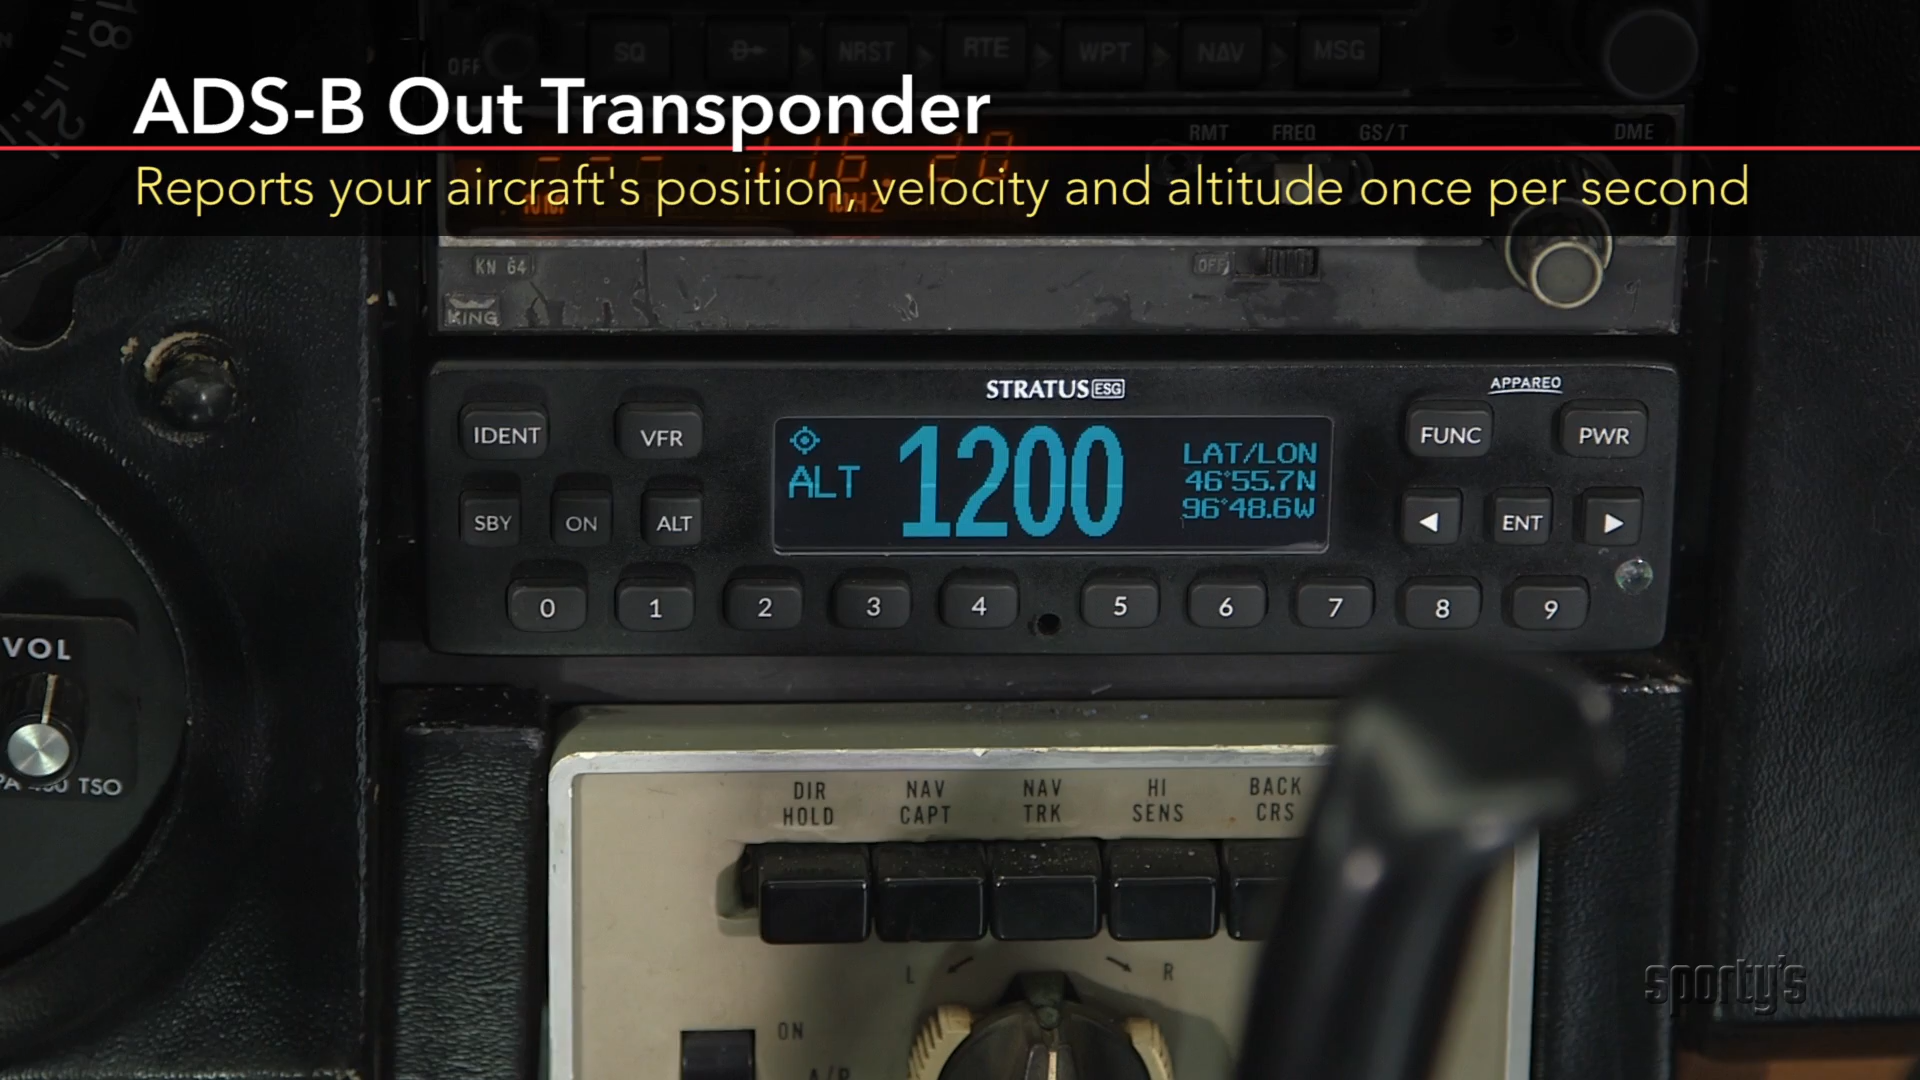 OFF SQ NRST RTE WPT NAV MSG
ADS-B Out Transponder
RMT FREQ GS/T DME
Reports your aircraft's position, velocity and altitude once per second
KN 64 OFF
KING
STRATUS ESG APPAREO
IDENT VFR FUNC PWR
ALT 1200 LAT/LON
46°55.7N
96°48.6W
SBY ON ALT ◀ ENT ▶
0 1 2 3 4 5 6 7 8 9
VOL
TSO
DIR HOLD NAV CAPT NAV TRK HI SENS BACK CRS
L R
ON
sporty's